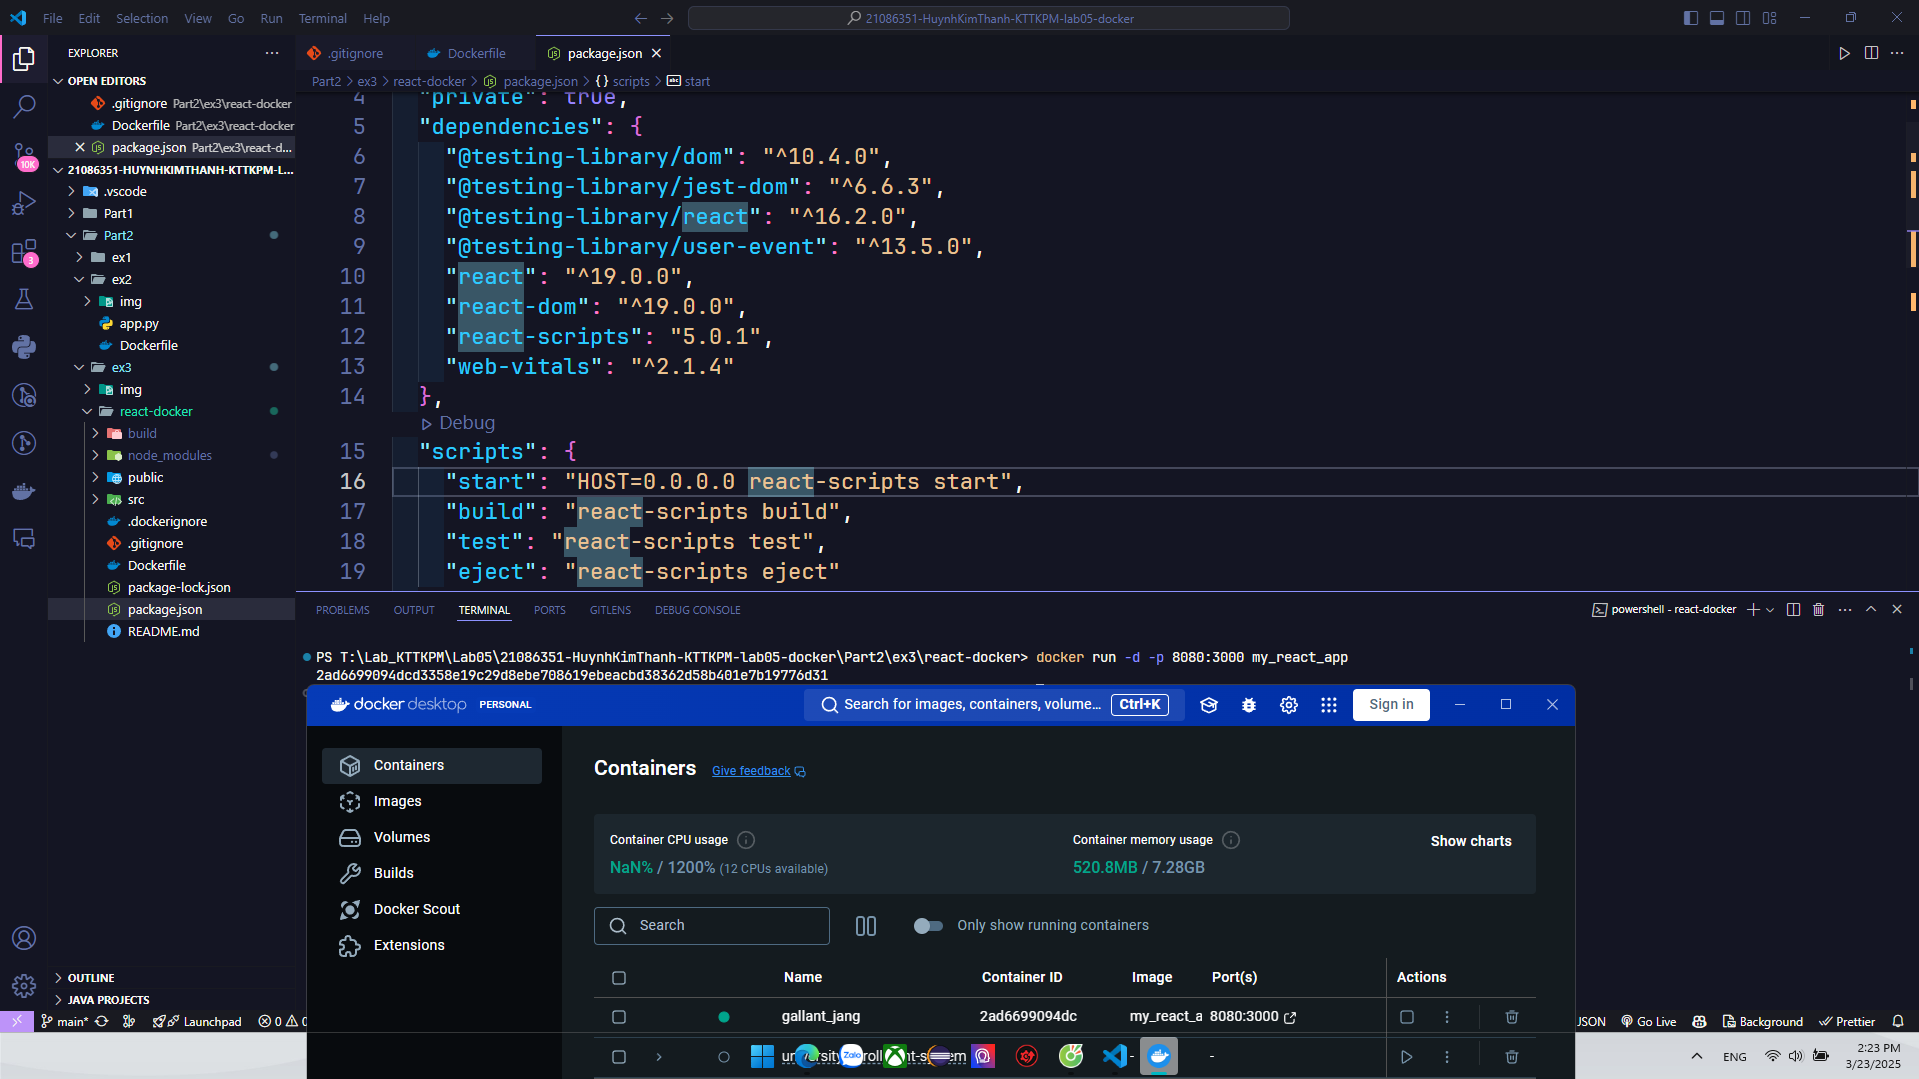 File Edit Selection View Go Run Terminal Help
21086351-HuynhKimThanh-KTTKPM-lab05-docker
EXPLORER
.gitignore
Dockerfile
package.json
Part2 > ex3 > react-docker > package.json > {} scripts > abc start
OPEN EDITORS
.gitignore Part2\ex3\react-docker
Dockerfile Part2\ex3\react-docker
package.json Part2\ex3\react-d...
21086351-HUYNHKIMTHANH-KTTKPM-L...
.vscode
Part1
Part2
ex1
ex2
img
app.py
Dockerfile
ex3
img
react-docker
build
node_modules
public
src
.dockerignore
.gitignore
Dockerfile
package-lock.json
package.json
README.md
OUTLINE
JAVA PROJECTS
10K
3
4 "private": true,
5 "dependencies": {
6 "@testing-library/dom": "^10.4.0",
7 "@testing-library/jest-dom": "^6.6.3",
8 "@testing-library/react": "^16.2.0",
9 "@testing-library/user-event": "^13.5.0",
10 "react": "^19.0.0",
11 "react-dom": "^19.0.0",
12 "react-scripts": "5.0.1",
13 "web-vitals": "^2.1.4"
14 },
Debug
15 "scripts": {
16 "start": "HOST=0.0.0.0 react-scripts start",
17 "build": "react-scripts build",
18 "test": "react-scripts test",
19 "eject": "react-scripts eject"
PROBLEMS OUTPUT TERMINAL PORTS GITLENS DEBUG CONSOLE
powershell - react-docker
PS T:\Lab_KTTKPM\Lab05\21086351-HuynhKimThanh-KTTKPM-lab05-docker\Part2\ex3\react-docker> docker run -d -p 8080:3000 my_react_app
2ad6699094dcd3358e19c29d8ebe708619ebeacbd38362d58b401e7b19776d31
docker desktop PERSONAL
Search for images, containers, volume... Ctrl+K
Sign in
Containers
Images
Volumes
Builds
Docker Scout
Extensions
Containers Give feedback
Container CPU usage
NaN% / 1200% (12 CPUs available)
Container memory usage
520.8MB / 7.28GB
Show charts
Search
Only show running containers
Name Container ID Image Port(s) Actions
gallant_jang 2ad6699094dc my_react_a 8080:3000
- -
main* Launchpad 0 0
JSON Go Live Background Prettier
Zalo
ENG
2:23 PM
3/23/2025